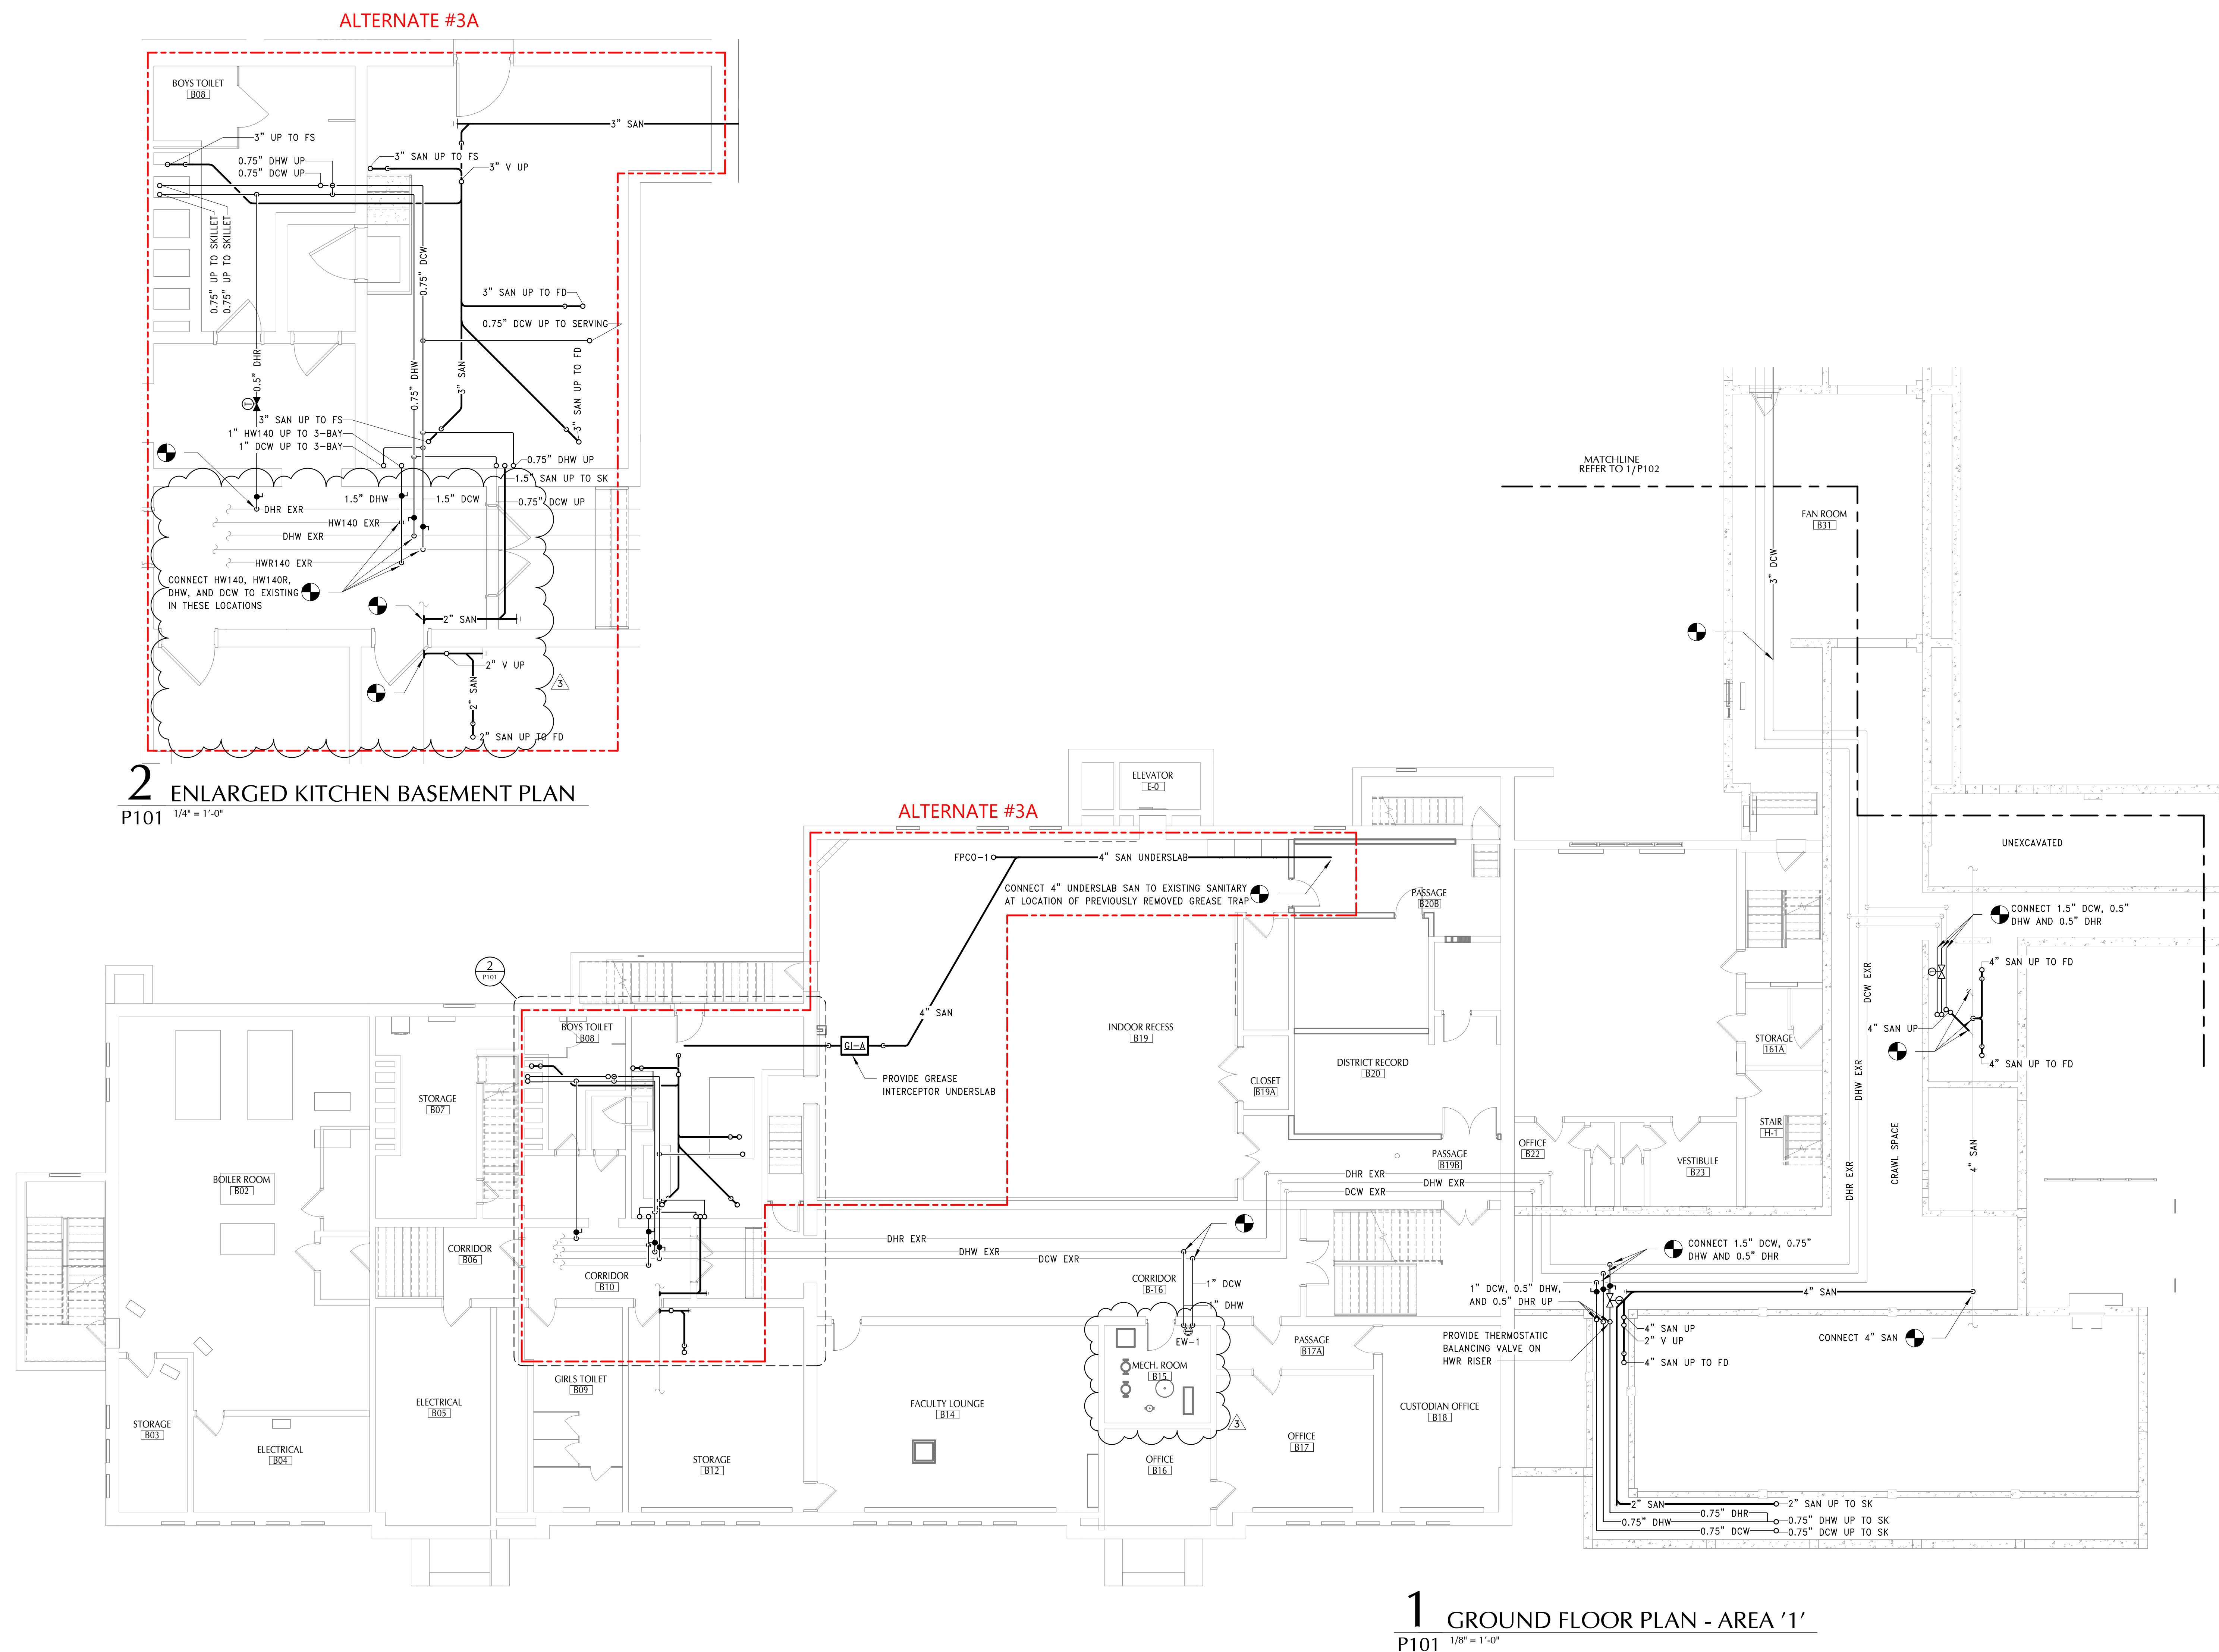 ALTERNATE #3A
BOYS TOILET
B08
3" UP TO FS
0.75" DHW UP
0.75" DCW UP
3" SAN UP TO FS
3" SAN
3" V UP
0.75" UP TO SKILLET
0.75" UP TO SKILLET
0.75" DCW
3" SAN UP TO FD
0.75" DCW UP TO SERVING
0.5" DHR
T
0.75" DHW
3" SAN
3" SAN UP TO FD
3" SAN UP TO FS
1" HW140 UP TO 3-BAY
1" DCW UP TO 3-BAY
0.75" DHW UP
1.5" SAN UP TO SK
1.5" DHW
1.5" DCW
0.75" DCW UP
DHR EXR
HW140 EXR
DHW EXR
HWR140 EXR
CONNECT HW140, HW140R,
DHW, AND DCW TO EXISTING
IN THESE LOCATIONS
2" SAN
2" V UP
2" SAN
3
2" SAN UP TO FD
2
P101
ENLARGED KITCHEN BASEMENT PLAN
1/4" = 1'-0"
MATCHLINE
REFER TO 1/P102
FAN ROOM
B31
3" DCW
ELEVATOR
E-0
ALTERNATE #3A
FPCO-1
4" SAN UNDERSLAB
CONNECT 4" UNDERSLAB SAN TO EXISTING SANITARY
AT LOCATION OF PREVIOUSLY REMOVED GREASE TRAP
PASSAGE
B20B
UNEXCAVATED
CONNECT 1.5" DCW, 0.5"
DHW AND 0.5" DHR
4" SAN UP TO FD
DCW EXR
4" SAN UP
4" SAN UP TO FD
2
P101
4" SAN
BOYS TOILET
B08
GI-A
PROVIDE GREASE
INTERCEPTOR UNDERSLAB
INDOOR RECESS
B19
DISTRICT RECORD
B20
CLOSET
B19A
STORAGE
161A
STORAGE
B07
DHW EXR
STAIR
H-1
OFFICE
B22
VESTIBULE
B23
PASSAGE
B19B
CRAWL SPACE
4" SAN
DHR EXR
BOILER ROOM
B02
DHR EXR
DHW EXR
DCW EXR
CORRIDOR
B06
CORRIDOR
B10
DHR EXR
DHW EXR
DCW EXR
CORRIDOR
B-16
1" DCW
1" DHW
EW-1
CONNECT 1.5" DCW, 0.75"
DHW AND 0.5" DHR
1" DCW, 0.5" DHW,
AND 0.5" DHR UP
4" SAN
PROVIDE THERMOSTATIC
BALANCING VALVE ON
HWR RISER
4" SAN UP
2" V UP
4" SAN UP TO FD
CONNECT 4" SAN
PASSAGE
B17A
MECH. ROOM
B15
GIRLS TOILET
B09
ELECTRICAL
B05
FACULTY LOUNGE
B14
CUSTODIAN OFFICE
B18
3
STORAGE
B03
ELECTRICAL
B04
STORAGE
B12
OFFICE
B16
OFFICE
B17
2" SAN
2" SAN UP TO SK
0.75" DHR
0.75" DHW
0.75" DHW UP TO SK
0.75" DCW
0.75" DCW UP TO SK
1
P101
GROUND FLOOR PLAN - AREA '1'
1/8" = 1'-0"